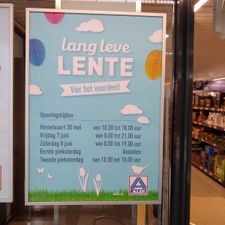 lang leve
LENTE
Vier het voordeel!
Openingstijden
Hemelvaart 30 mei van 10.00 tot 18.00 uur
Vrijdag 7 juni van 8.00 tot 21.00 uur
Zaterdag 8 juni van 8.00 tot 19.00 uur
Eerste pinksterdag Gesloten
Tweede pinksterdag van 10.00 tot 18.00 uur
ALDI